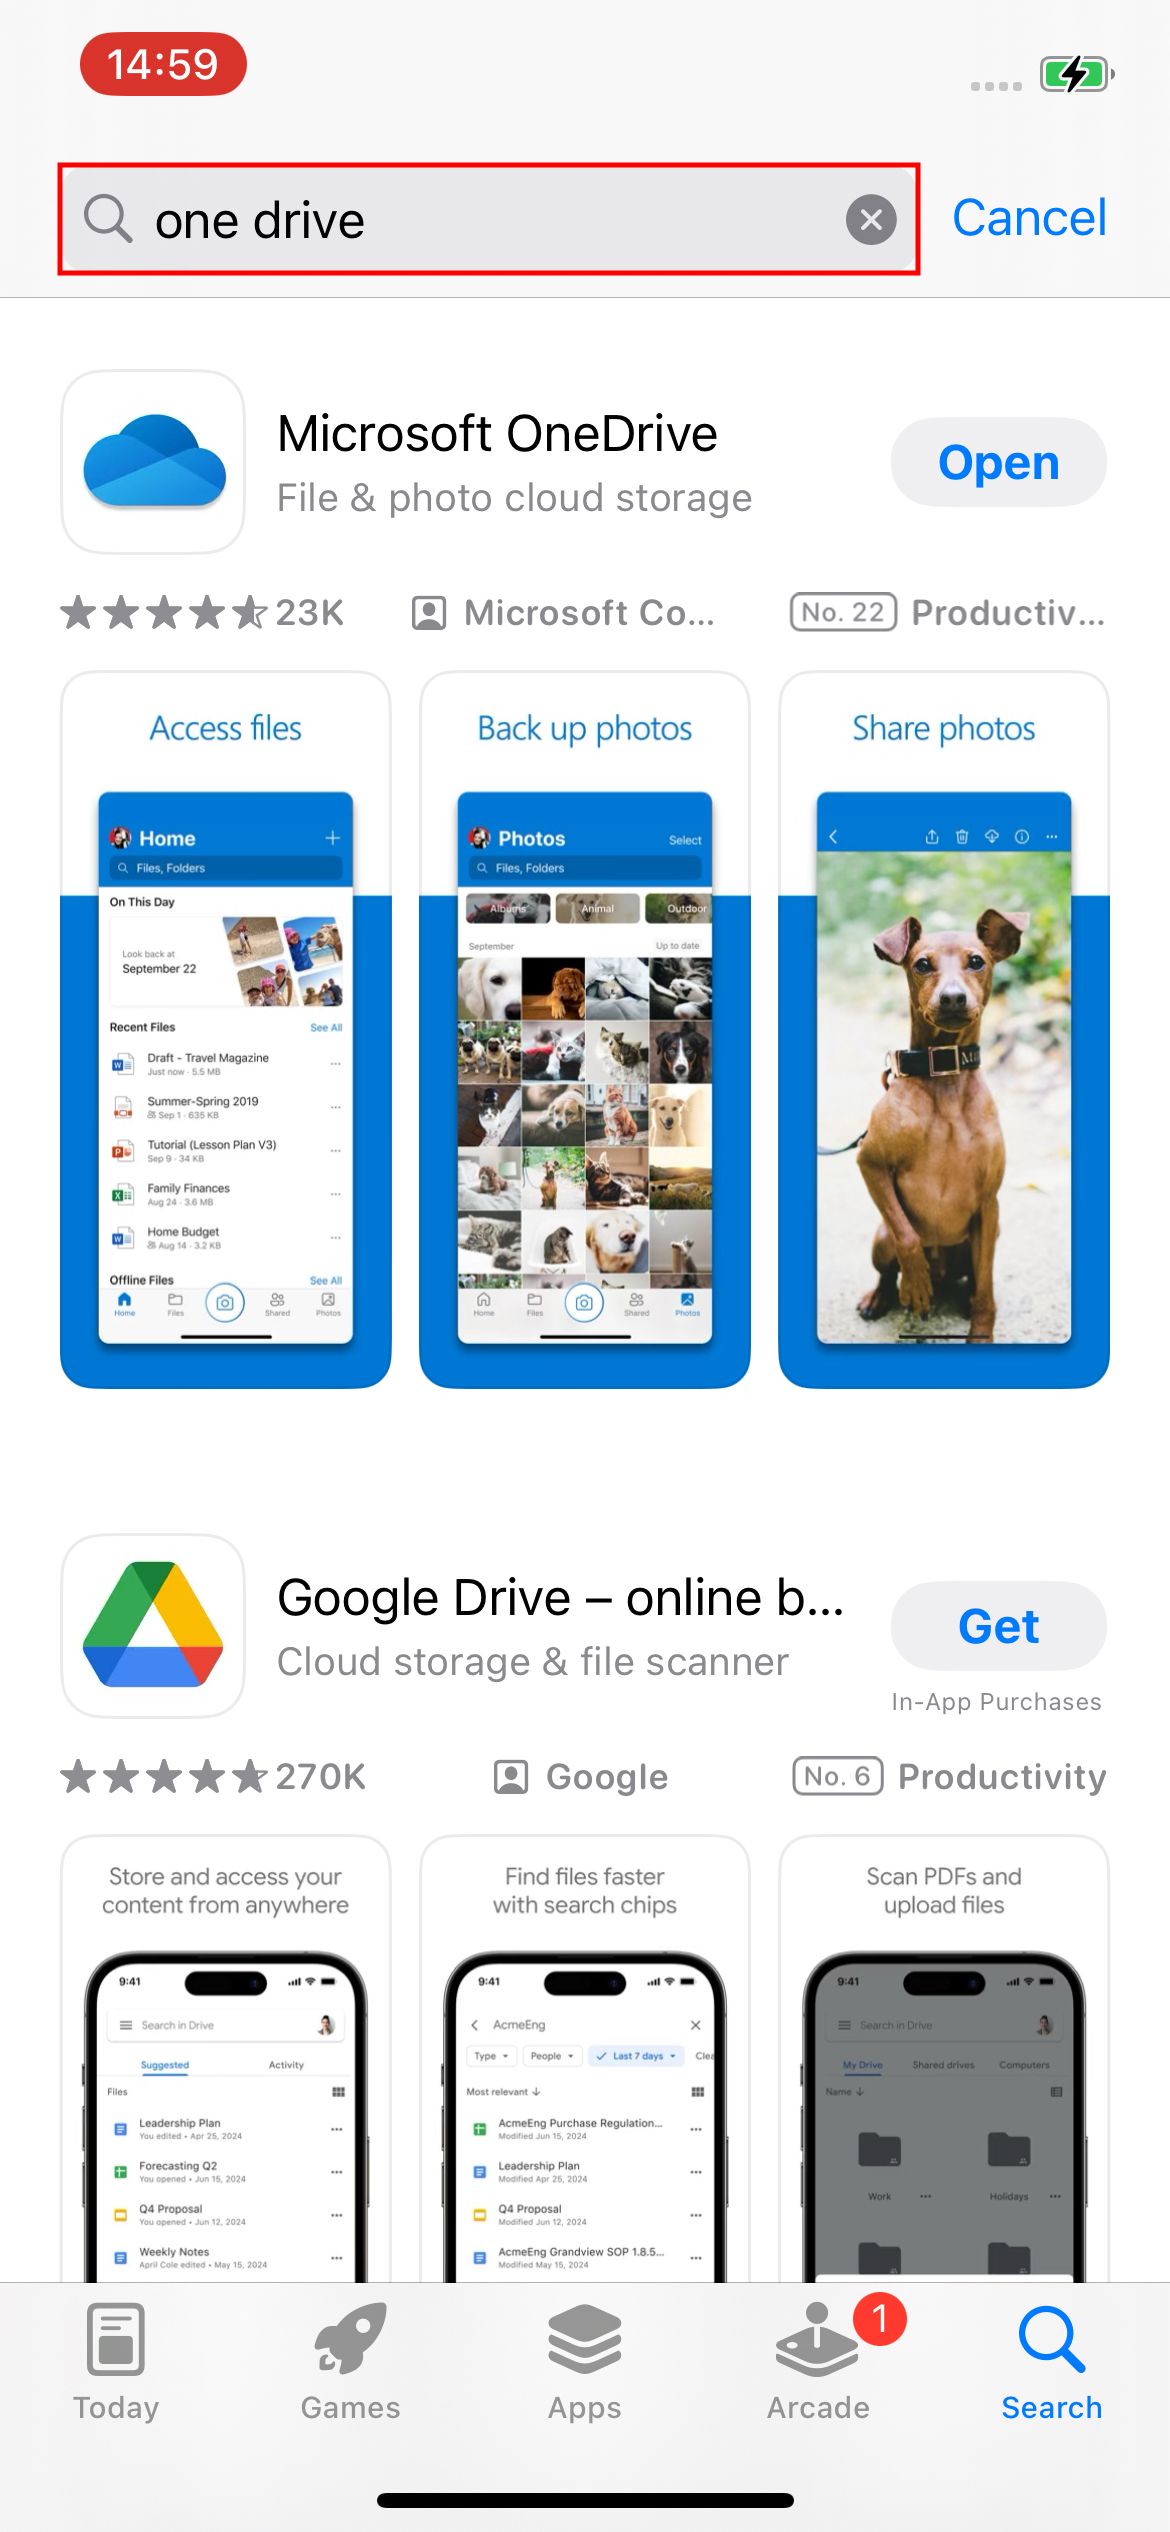 14:59
one drive
Cancel
Microsoft OneDrive
File & photo cloud storage
Open
23K
Microsoft Co...
No. 22
Productiv...
Access files
Home
Files, Folders
On This Day
Look back at
September 22
Recent Files
See All
Draft - Travel Magazine
Just now · 5.5 MB
Summer-Spring 2019
Sep 1 · 635 KB
Tutorial (Lesson Plan V3)
Sep 9 · 34 KB
Family Finances
Aug 24 · 3.6 MB
Home Budget
Aug 14 · 3.2 KB
Offline Files
See All
Home
Files
Shared
Photos
Back up photos
Photos
Select
Files, Folders
Albums
Animal
Outdoor
September
Up to date
Home
Files
Shared
Photos
Share photos
Google Drive – online b...
Cloud storage & file scanner
Get
In-App Purchases
270K
Google
No. 6
Productivity
Store and access your
content from anywhere
9:41
Search in Drive
Suggested
Activity
Files
Leadership Plan
You edited • Apr 25, 2024
Forecasting Q2
You opened • Jun 15, 2024
Q4 Proposal
You opened • Jun 12, 2024
Weekly Notes
April Cole edited • May 15, 2024
Find files faster
with search chips
9:41
AcmeEng
Type
People
Last 7 days
Clea
Most relevant
AcmeEng Purchase Regulation...
Modified Jun 15, 2024
Leadership Plan
Modified Apr 25, 2024
Q4 Proposal
Modified Jun 12, 2024
AcmeEng Grandview SOP 1.8.5...
Modified May 15, 2024
Scan PDFs and
upload files
9:41
Search in Drive
My Drive
Shared drives
Computers
Name
Work
Holidays
Today
Games
Apps
Arcade
1
Search